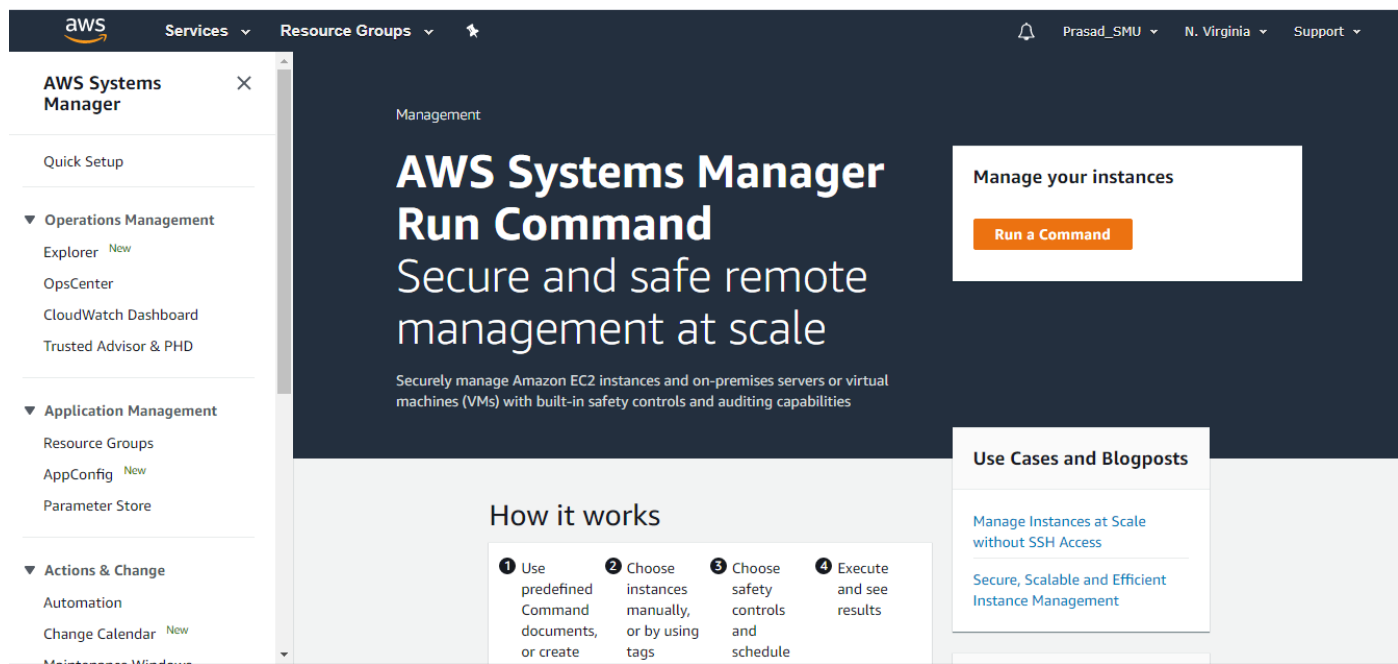 aws
Services
Resource Groups
Prasad_SMU
N. Virginia
Support
AWS Systems
Manager
Quick Setup
Operations Management
Explorer New
OpsCenter
CloudWatch Dashboard
Trusted Advisor & PHD
Application Management
Resource Groups
AppConfig New
Parameter Store
Actions & Change
Automation
Change Calendar New
Maintenance Windows
Management
AWS Systems Manager
Run Command
Secure and safe remote
management at scale
Securely manage Amazon EC2 instances and on-premises servers or virtual
machines (VMs) with built-in safety controls and auditing capabilities
Manage your instances
Run a Command
How it works
1 Use
predefined
Command
documents,
or create
2 Choose
instances
manually,
or by using
tags
3 Choose
safety
controls
and
schedule
4 Execute
and see
results
Use Cases and Blogposts
Manage Instances at Scale
without SSH Access
Secure, Scalable and Efficient
Instance Management